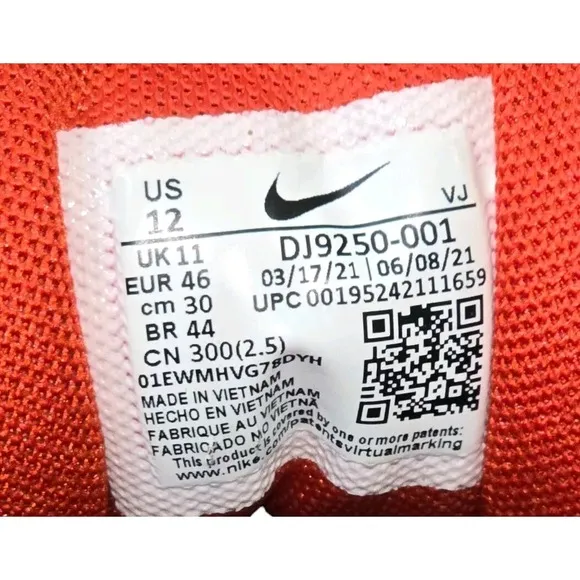 US
12
VJ
UK 11
EUR 46
cm 30
BR 44
CN 300(2.5)
DJ9250-001
03/17/21 | 06/08/21
UPC 00195242111659
01EWMHVG78DYH
MADE IN VIETNAM
HECHO EN VIETNAM
FABRIQUE AU VIETNAM
FABRICADO NO VIETNÃ
This product is covered by one or more patents:
www.nike.com/patentsvirtualmarking